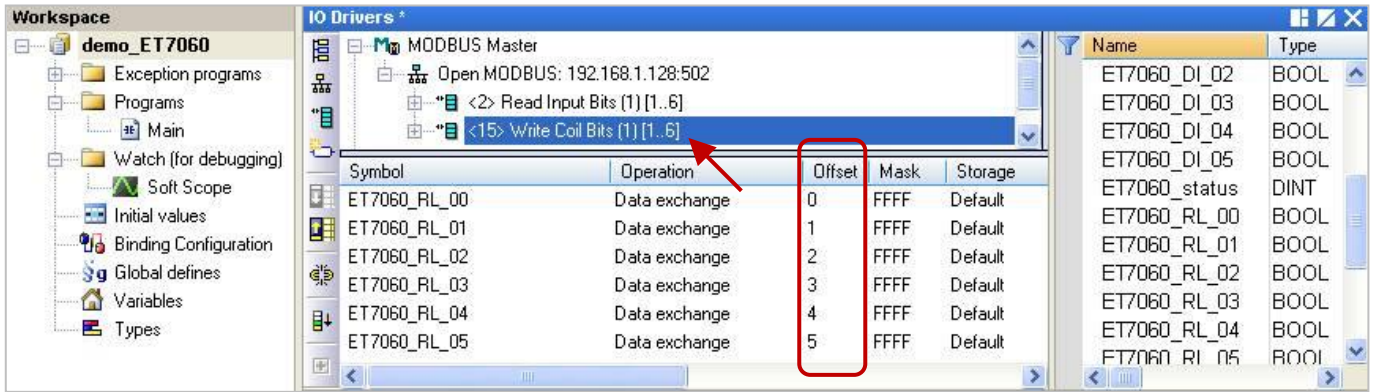 Workspace
demo_ET7060
Exception programs
Programs
Main
Watch (for debugging)
Soft Scope
Initial values
Binding Configuration
Global defines
Variables
Types
IO Drivers *
MODBUS Master
Open MODBUS: 192.168.1.128:502
<2> Read Input Bits (1) [1..6]
<15> Write Coil Bits (1) [1..6]
Symbol Operation Offset Mask Storage
ET7060_RL_00 Data exchange 0 FFFF Default
ET7060_RL_01 Data exchange 1 FFFF Default
ET7060_RL_02 Data exchange 2 FFFF Default
ET7060_RL_03 Data exchange 3 FFFF Default
ET7060_RL_04 Data exchange 4 FFFF Default
ET7060_RL_05 Data exchange 5 FFFF Default
Name Type
ET7060_DI_02 BOOL
ET7060_DI_03 BOOL
ET7060_DI_04 BOOL
ET7060_DI_05 BOOL
ET7060_status DINT
ET7060_RL_00 BOOL
ET7060_RL_01 BOOL
ET7060_RL_02 BOOL
ET7060_RL_03 BOOL
ET7060_RL_04 BOOL
ET7060_RL_05 BOOL